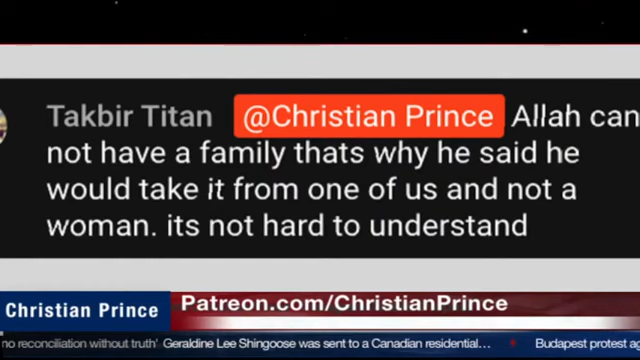 Takbir Titan @Christian Prince Allah can
not have a family thats why he said he
would take it from one of us and not a
woman. its not hard to understand
Christian Prince
Patreon.com/ChristianPrince
no reconciliation without truth' Geraldine Lee Shingoose was sent to a Canadian residential... Budapest protest ag